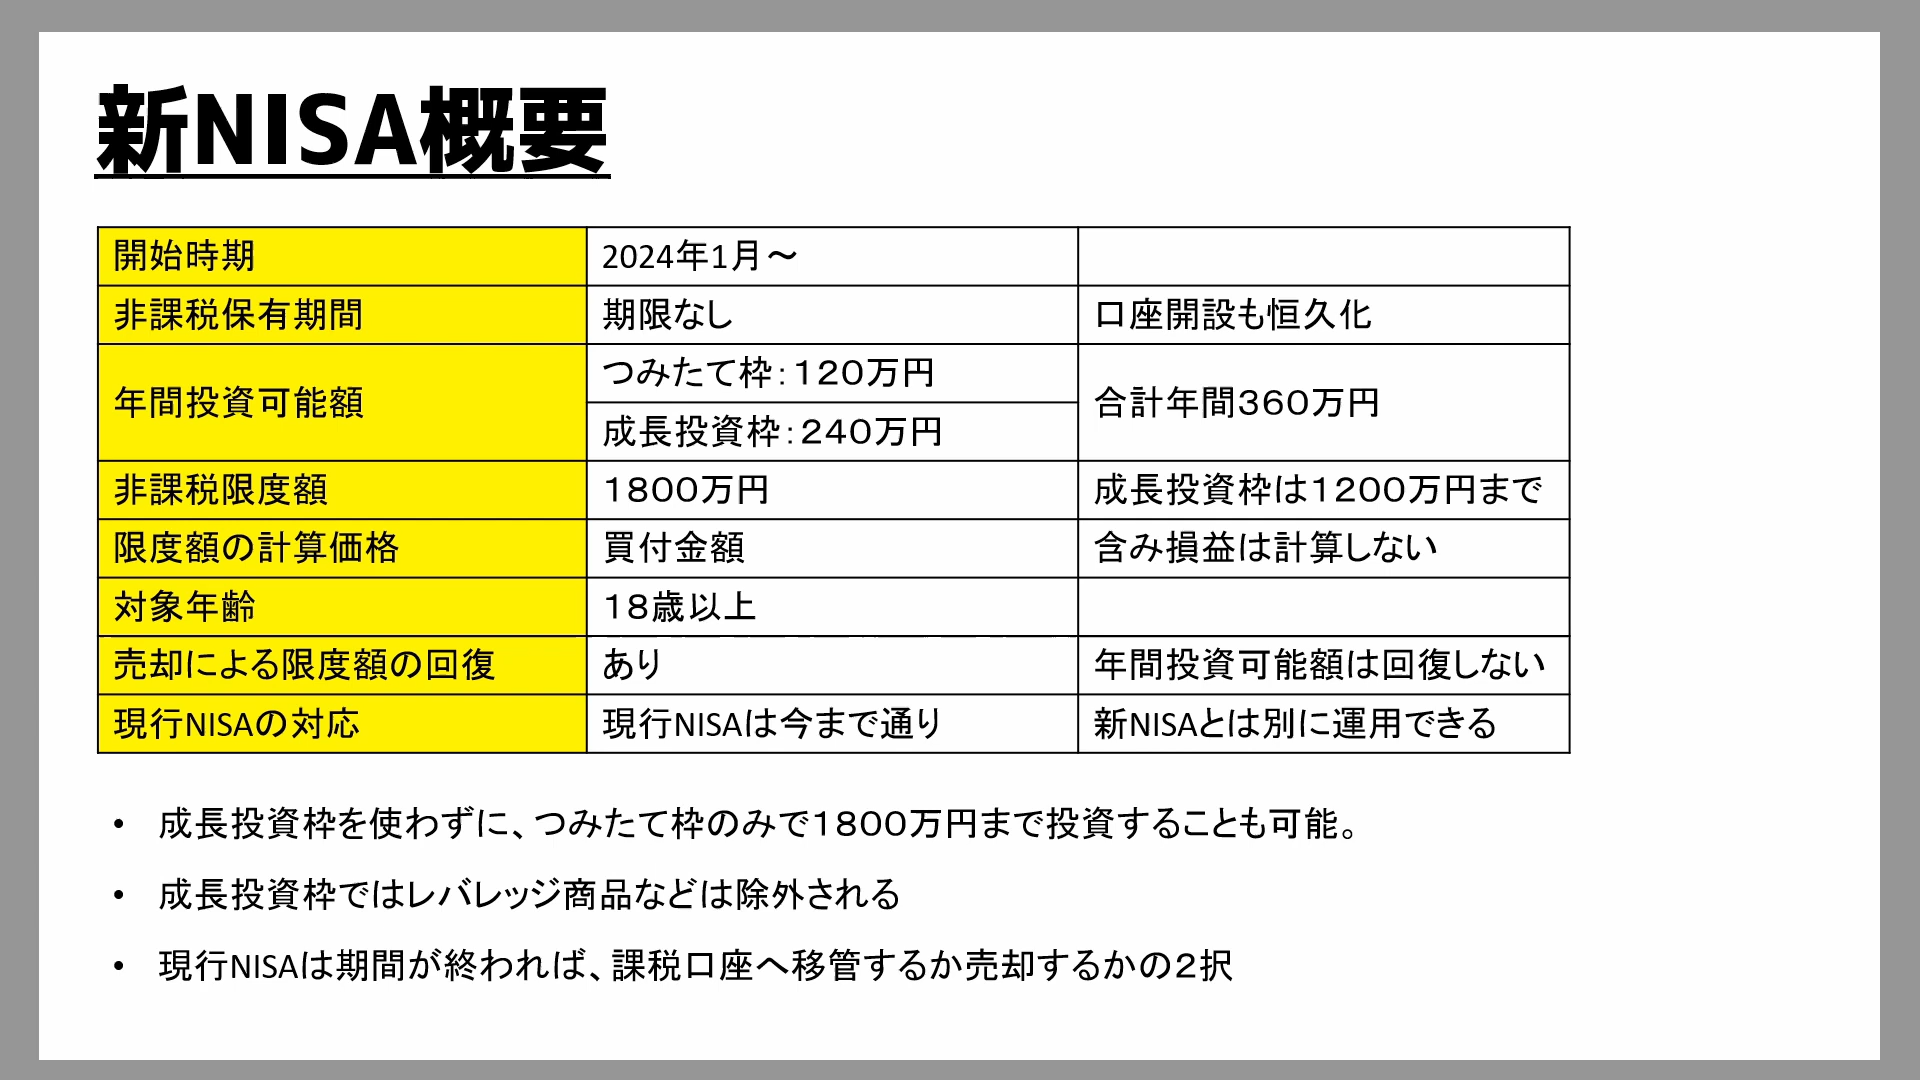 新NISA概要
開始時期 2024年1月～
非課税保有期間 期限なし 口座開設も恒久化
年間投資可能額 つみたて枠：１２０万円 合計年間３６０万円
成長投資枠：２４０万円
非課税限度額 １８００万円 成長投資枠は１２００万円まで
限度額の計算価格 買付金額 含み損益は計算しない
対象年齢 １８歳以上
売却による限度額の回復 あり 年間投資可能額は回復しない
現行NISAの対応 現行NISAは今まで通り 新NISAとは別に運用できる
• 成長投資枠を使わずに、つみたて枠のみで１８００万円まで投資することも可能。
• 成長投資枠ではレバレッジ商品などは除外される
• 現行NISAは期間が終われば、課税口座へ移管するか売却するかの２択